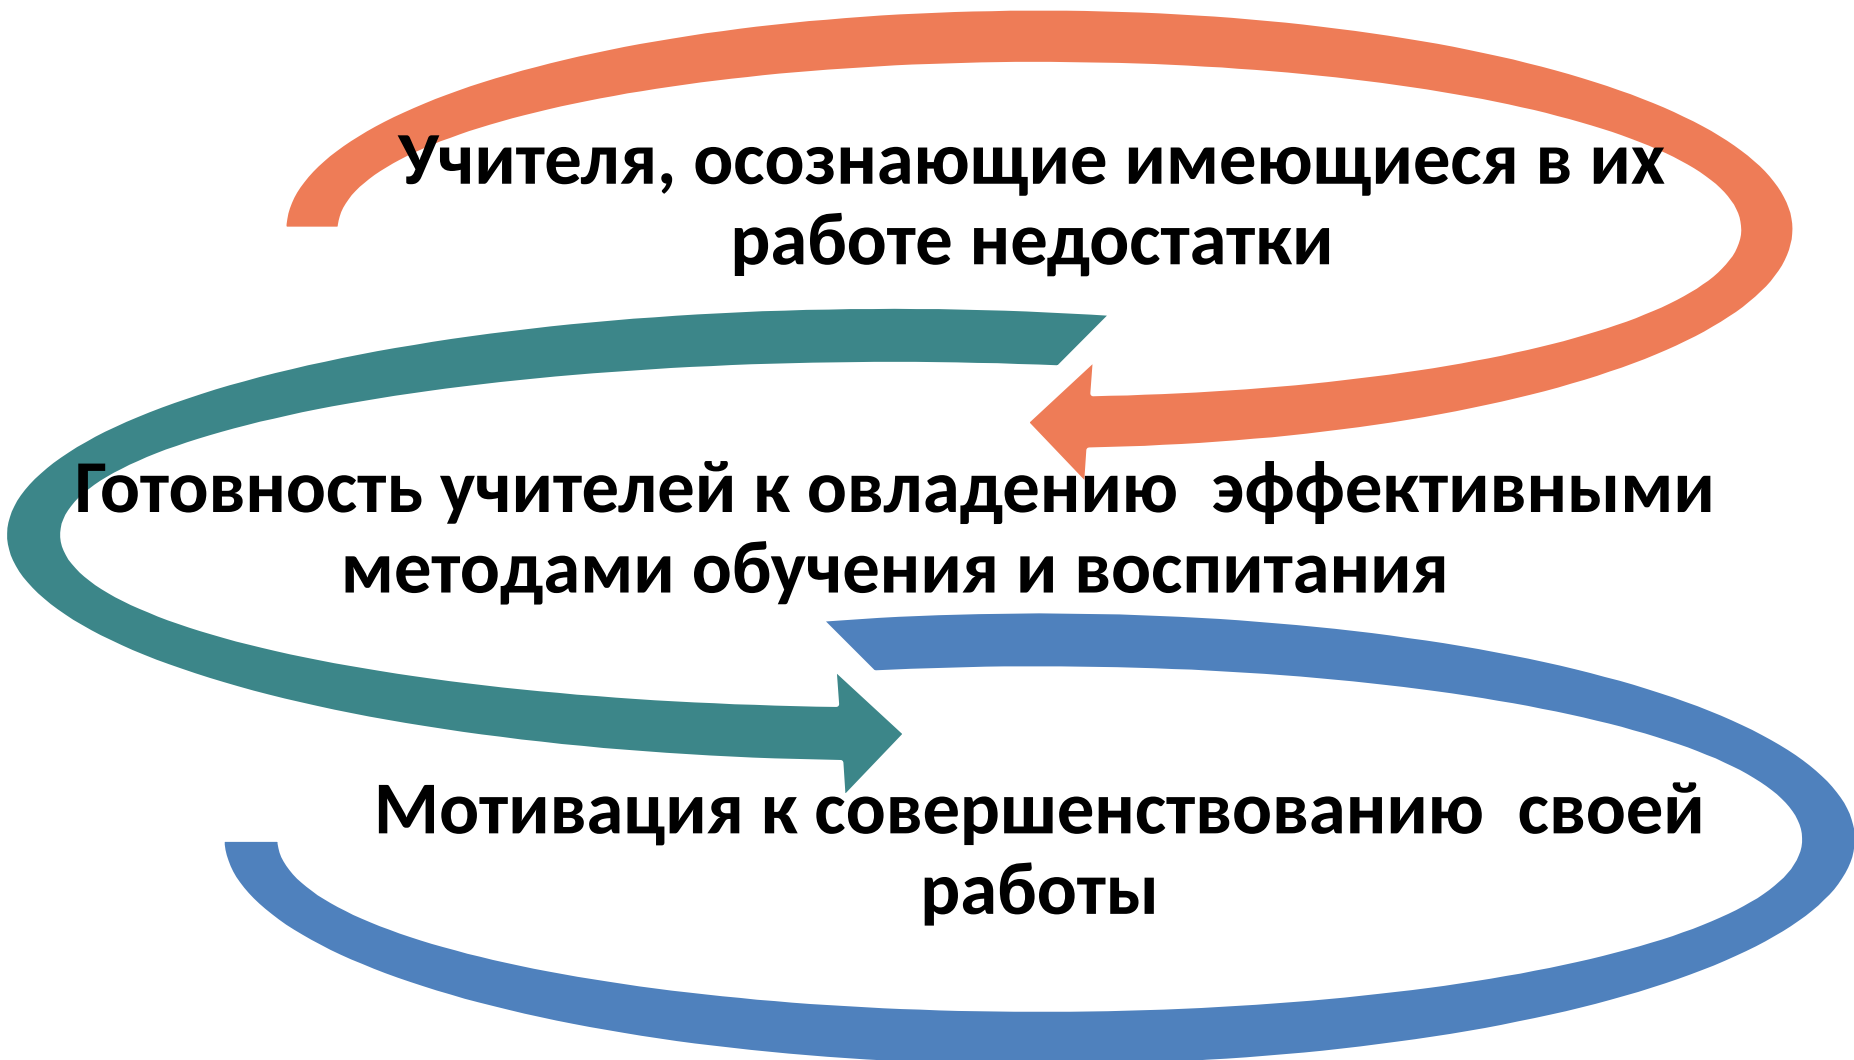 Учителя, осознающие имеющиеся в их
работе недостатки
Готовность учителей к овладению  эффективными
методами обучения и воспитания
Мотивация к совершенствованию  своей
работы